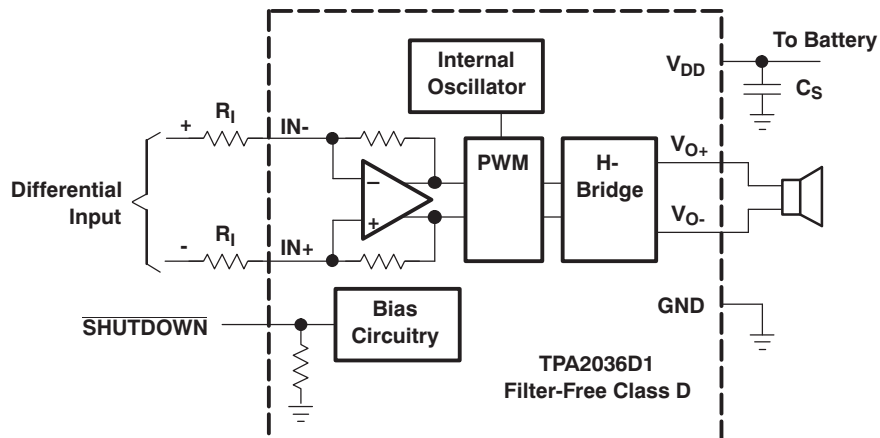 To Battery
Internal
Oscillator
V_DD
C_S
+
R_I
IN-
PWM
H-
Bridge
V_O+
Differential
Input
−
+
V_O-
-
R_I
IN+
GND
SHUTDOWN
Bias
Circuitry
TPA2036D1
Filter-Free Class D